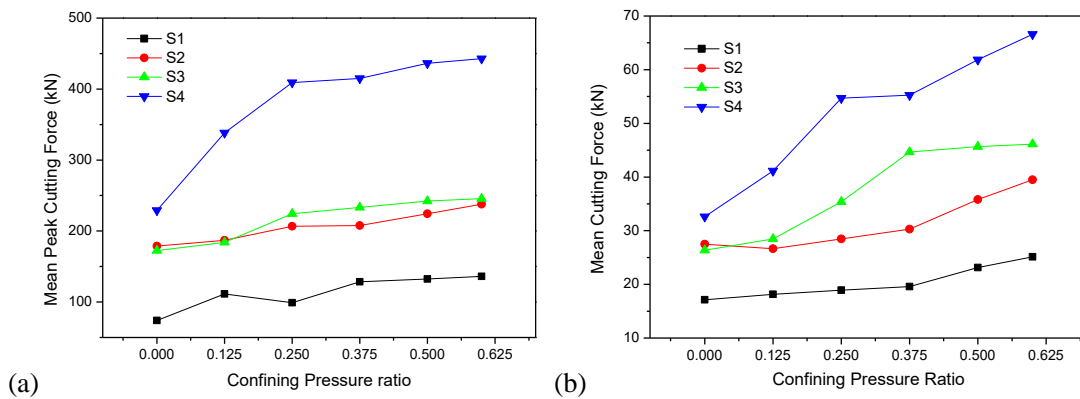 500
400
300
200
100
Mean Peak Cutting Force (kN)
S1
S2
S3
S4
0.000 0.125 0.250 0.375 0.500 0.625
Confining Pressure ratio
(a)
70
60
50
40
30
20
10
Mean Cutting Force (kN)
S1
S2
S3
S4
0.000 0.125 0.250 0.375 0.500 0.625
Confining Pressure Ratio
(b)